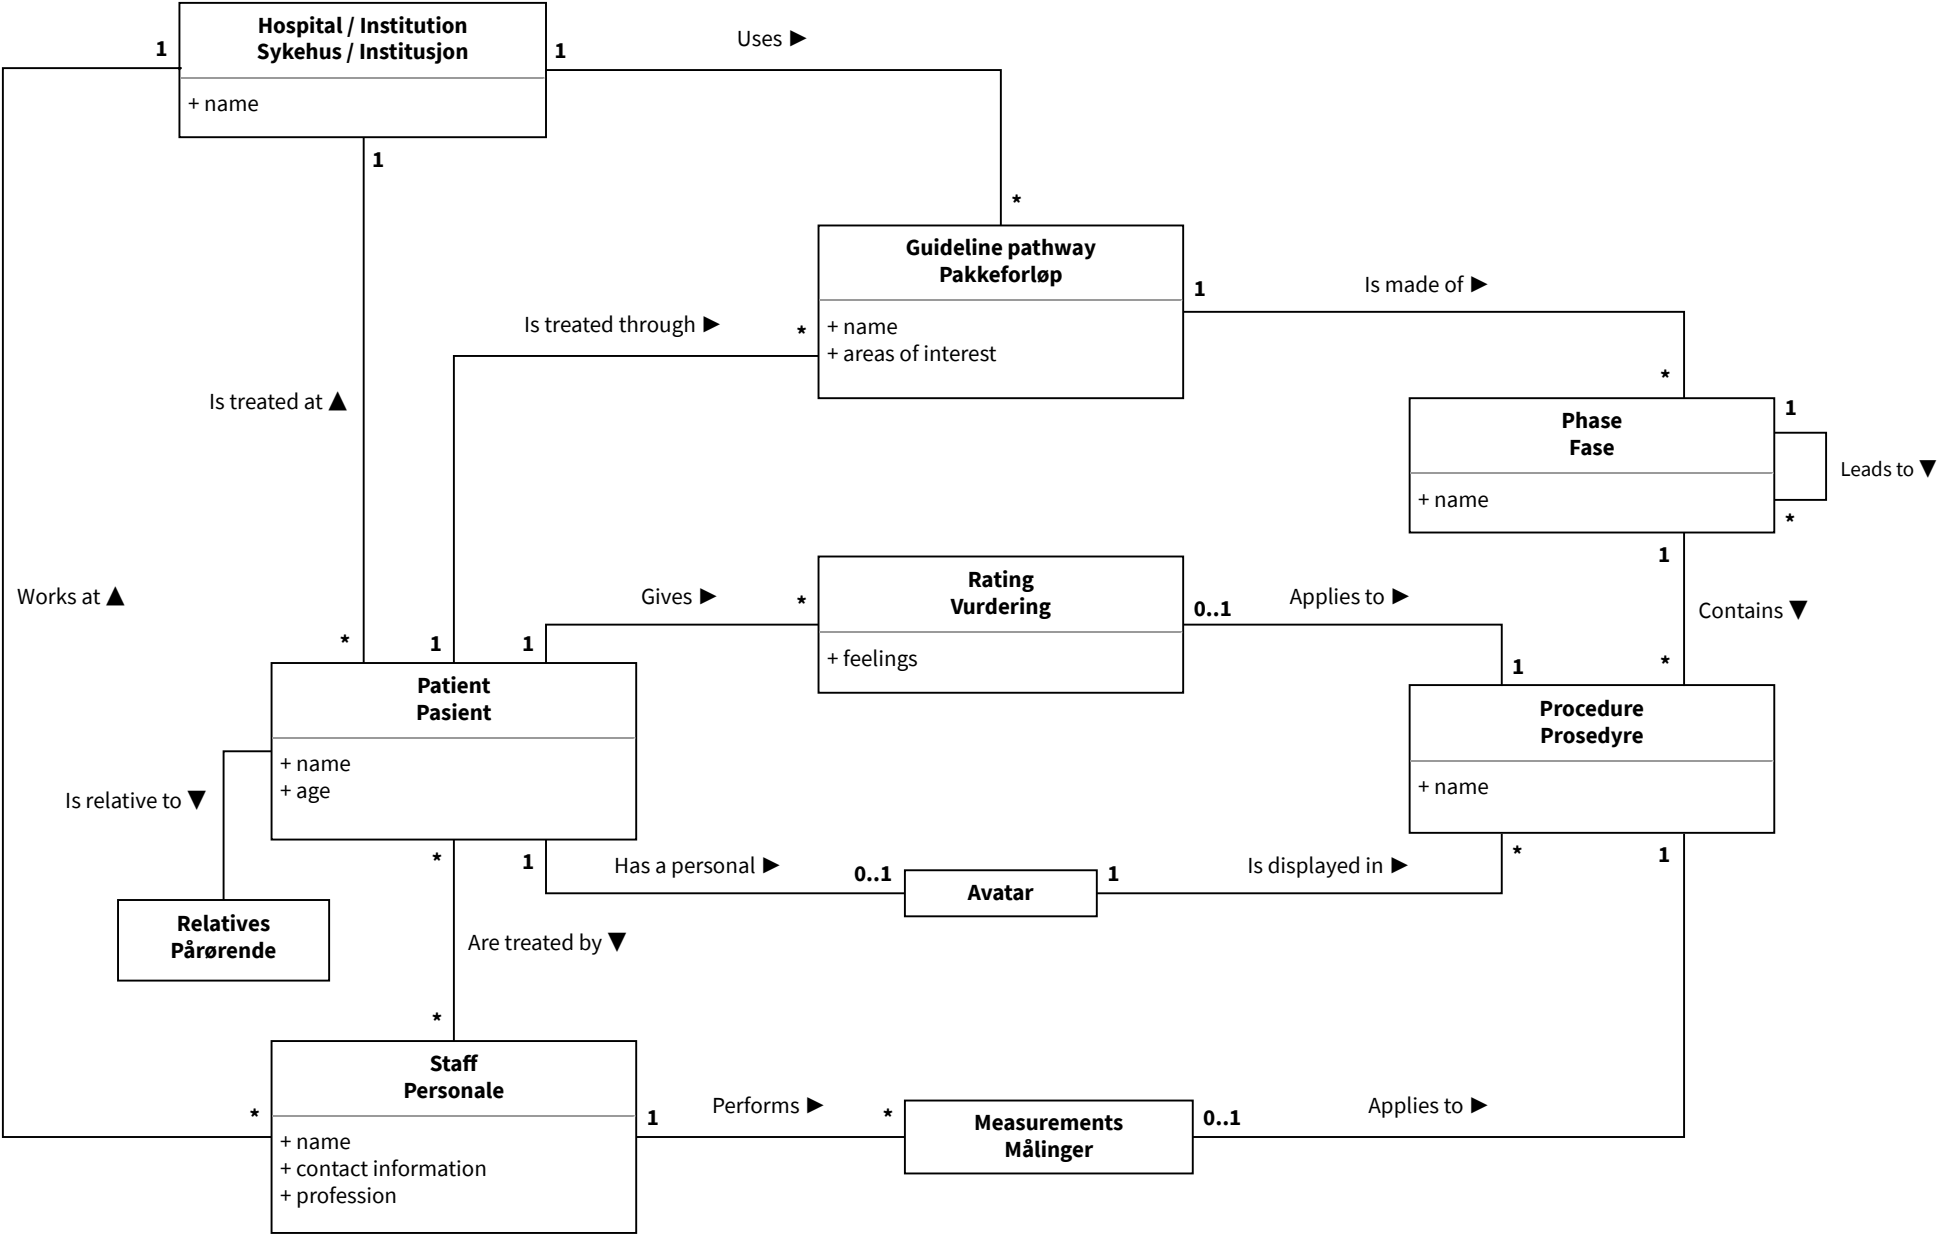 Hospital / Institution
Sykehus / Institusjon
+ name
1
1
Uses ►
1
*
Guideline pathway
Pakkeforløp
+ name
+ areas of interest
Is treated through ►
*
1
Is made of ►
*
Is treated at ▲
Phase
Fase
+ name
1
Leads to ▼
*
Works at ▲
Gives ►
*
Rating
Vurdering
+ feelings
0..1
Applies to ►
1
1
Contains ▼
*
*
1
1
Patient
Pasient
+ name
+ age
Procedure
Prosedyre
+ name
Is relative to ▼
*
1
Has a personal ►
0..1
Avatar
1
Is displayed in ►
*
1
Relatives
Pårørende
Are treated by ▼
*
Staff
Personale
+ name
+ contact information
+ profession
*
1
Performs ►
*
Measurements
Målinger
0..1
Applies to ►